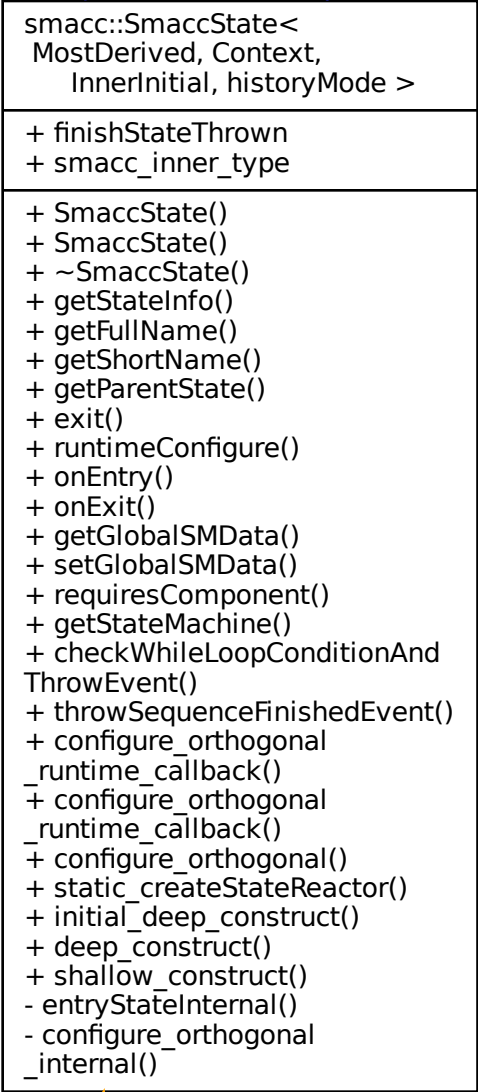 smacc::SmaccState<
MostDerived, Context,
InnerInitial, historyMode >
+ finishStateThrown
+ smacc_inner_type
+ SmaccState()
+ SmaccState()
+ ~SmaccState()
+ getStateInfo()
+ getFullName()
+ getShortName()
+ getParentState()
+ exit()
+ runtimeConfigure()
+ onEntry()
+ onExit()
+ getGlobalSMData()
+ setGlobalSMData()
+ requiresComponent()
+ getStateMachine()
+ checkWhileLoopConditionAnd
ThrowEvent()
+ throwSequenceFinishedEvent()
+ configure_orthogonal
_runtime_callback()
+ configure_orthogonal
_runtime_callback()
+ configure_orthogonal()
+ static_createStateReactor()
+ initial_deep_construct()
+ deep_construct()
+ shallow_construct()
- entryStateInternal()
- configure_orthogonal
_internal()